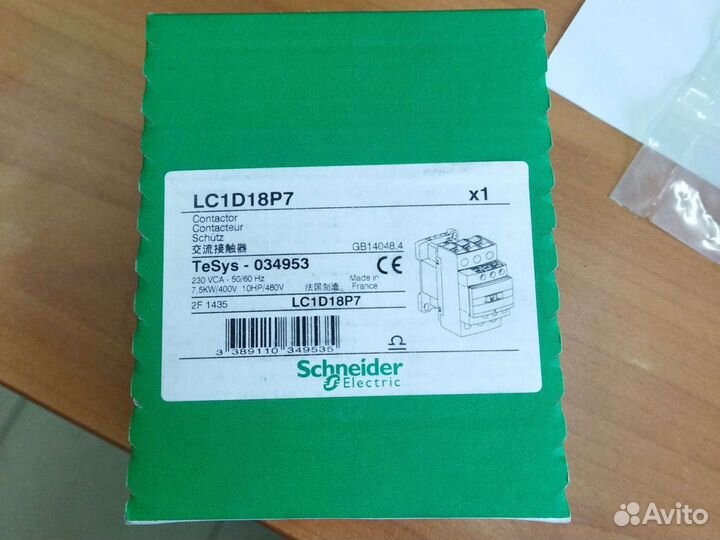 LC1D18P7 x1
Contactor
Contacteur
Schütz
交流接触器 GB14048.4
TeSys - 034953 CE
230 VCA - 50/60 Hz Made in
7,5KW/400V 10HP/480V 法国制造 France
2F 1435 LC1D18P7
3 389110 349535
Schneider
Electric
Avito